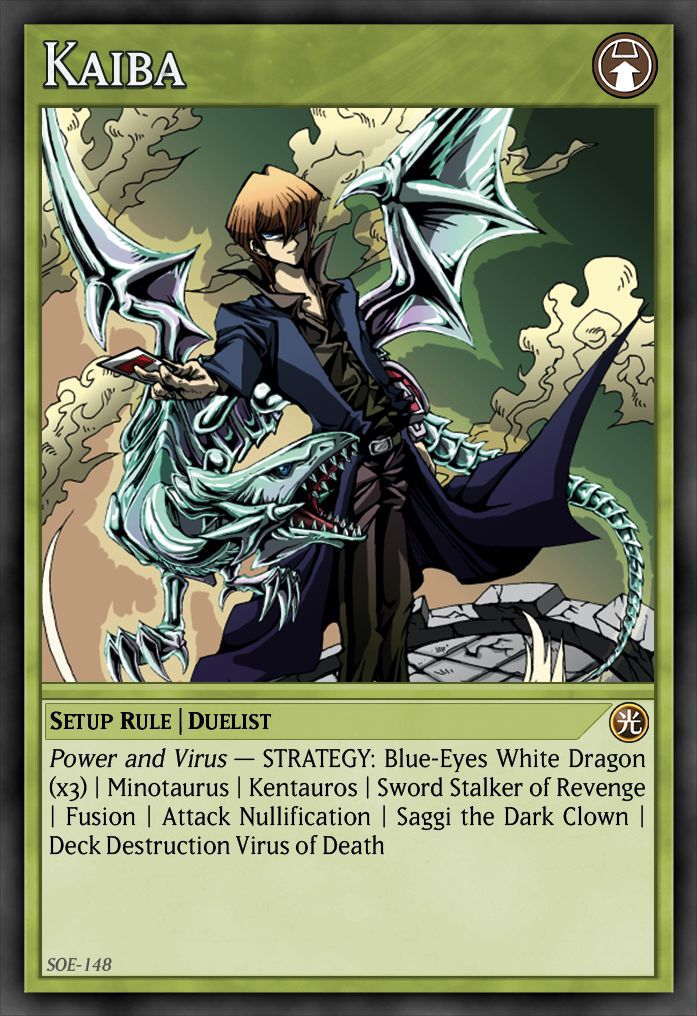 Kaiba
Setup Rule | Duelist
光
Power and Virus — STRATEGY: Blue-Eyes White Dragon
(x3) | Minotaurus | Kentauros | Sword Stalker of Revenge
| Fusion | Attack Nullification | Saggi the Dark Clown |
Deck Destruction Virus of Death
SOE-148